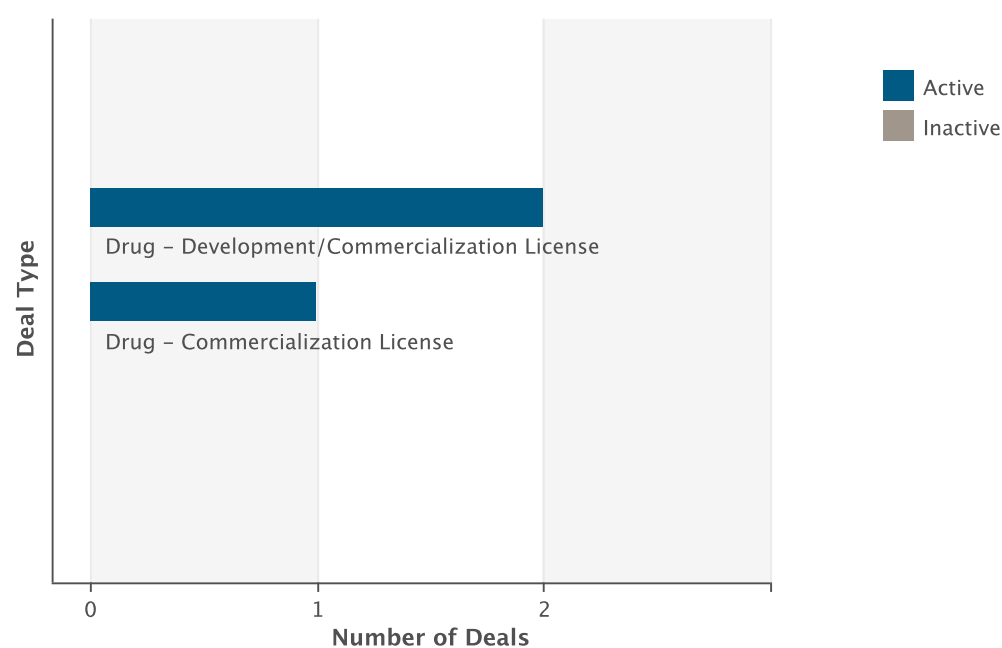 Active
Inactive
Drug – Development/Commercialization License
Drug – Commercialization License
Deal Type
0 1 2
Number of Deals